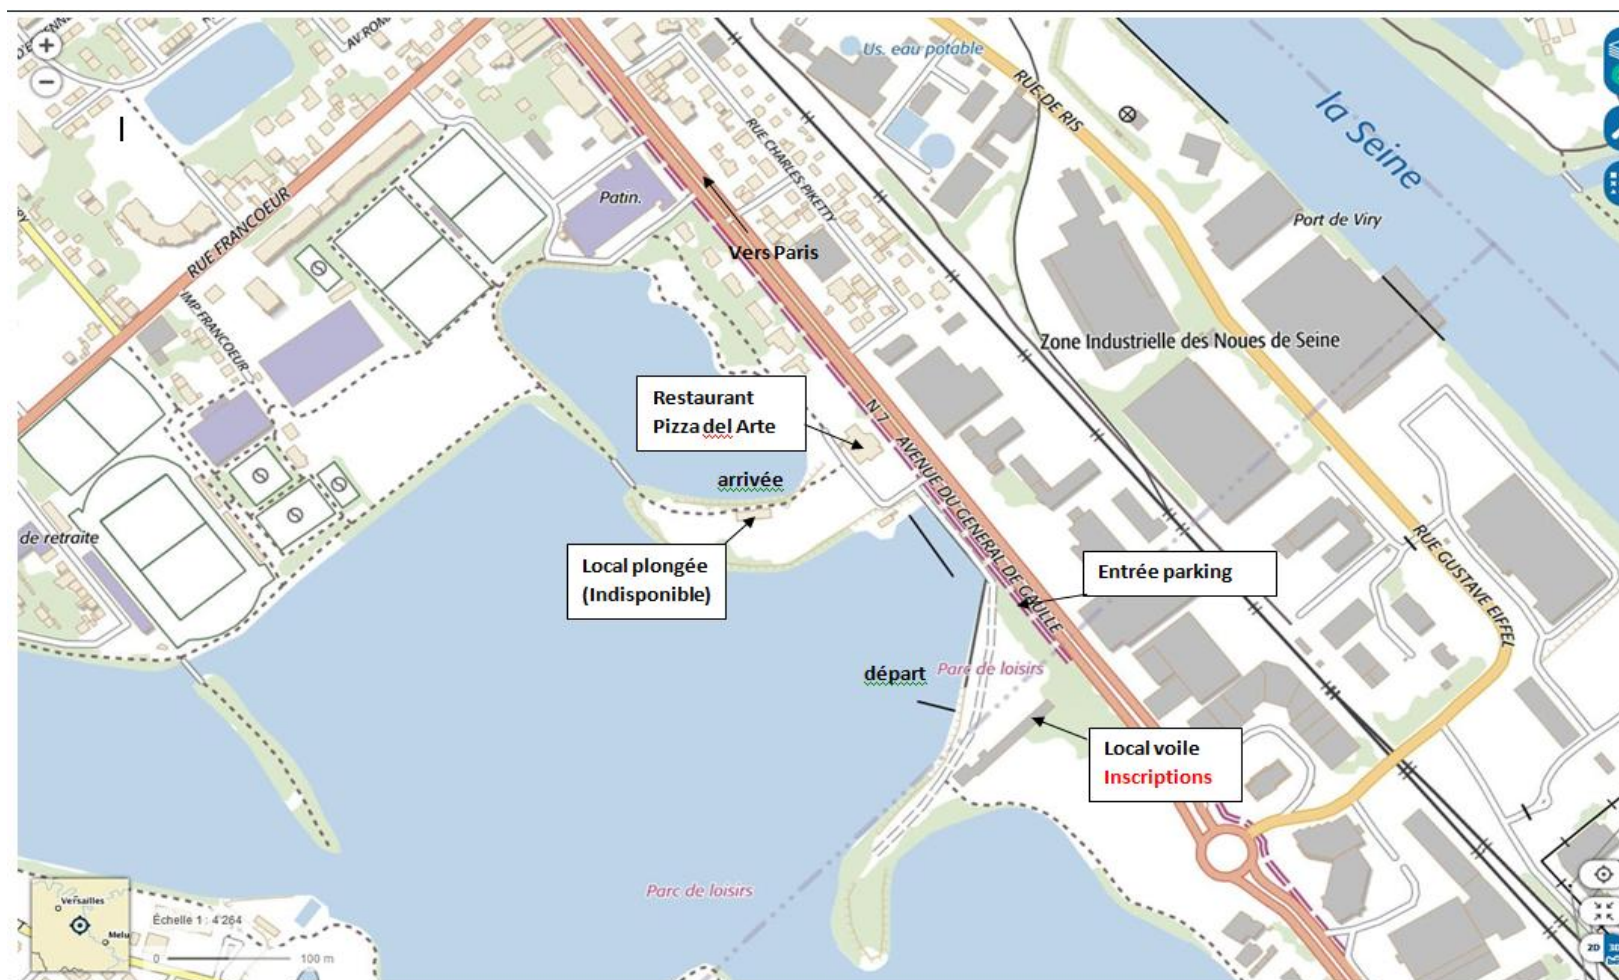 AV. ROM
Us. eau potable
RUE DE RIS
la Seine
RUE CHARLES PIKETTY
Patin.
RUE FRANCOEUR
Port de Viry
Vers Paris
IMP FRANCOEUR
Zone Industrielle des Noues de Seine
Restaurant
Pizza del Arte
N 7 AVENUE DU GENERAL DE GAULLE
arrivée
de retraite
RUE GUSTAVE EIFFEL
Local plongée
(Indisponible)
Entrée parking
départ
Parc de loisirs
Local voile
Inscriptions
Parc de loisirs
Versailles
Melu
Échelle 1 : 4 264
0 100 m
2D 3D